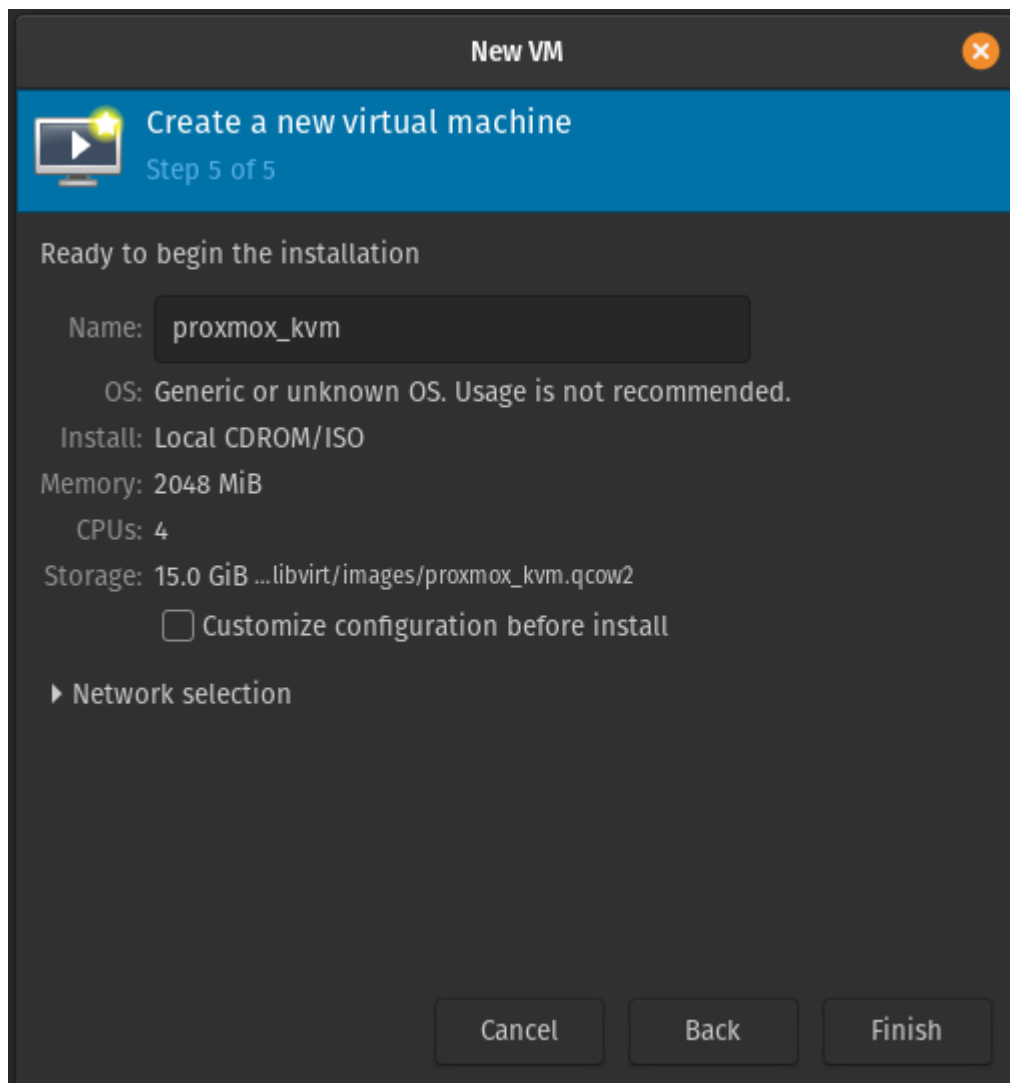 New VM
Create a new virtual machine
Step 5 of 5
Ready to begin the installation
Name: proxmox_kvm
OS: Generic or unknown OS. Usage is not recommended.
Install: Local CDROM/ISO
Memory: 2048 MiB
CPUs: 4
Storage: 15.0 GiB ...libvirt/images/proxmox_kvm.qcow2
Customize configuration before install
Network selection
Cancel Back Finish